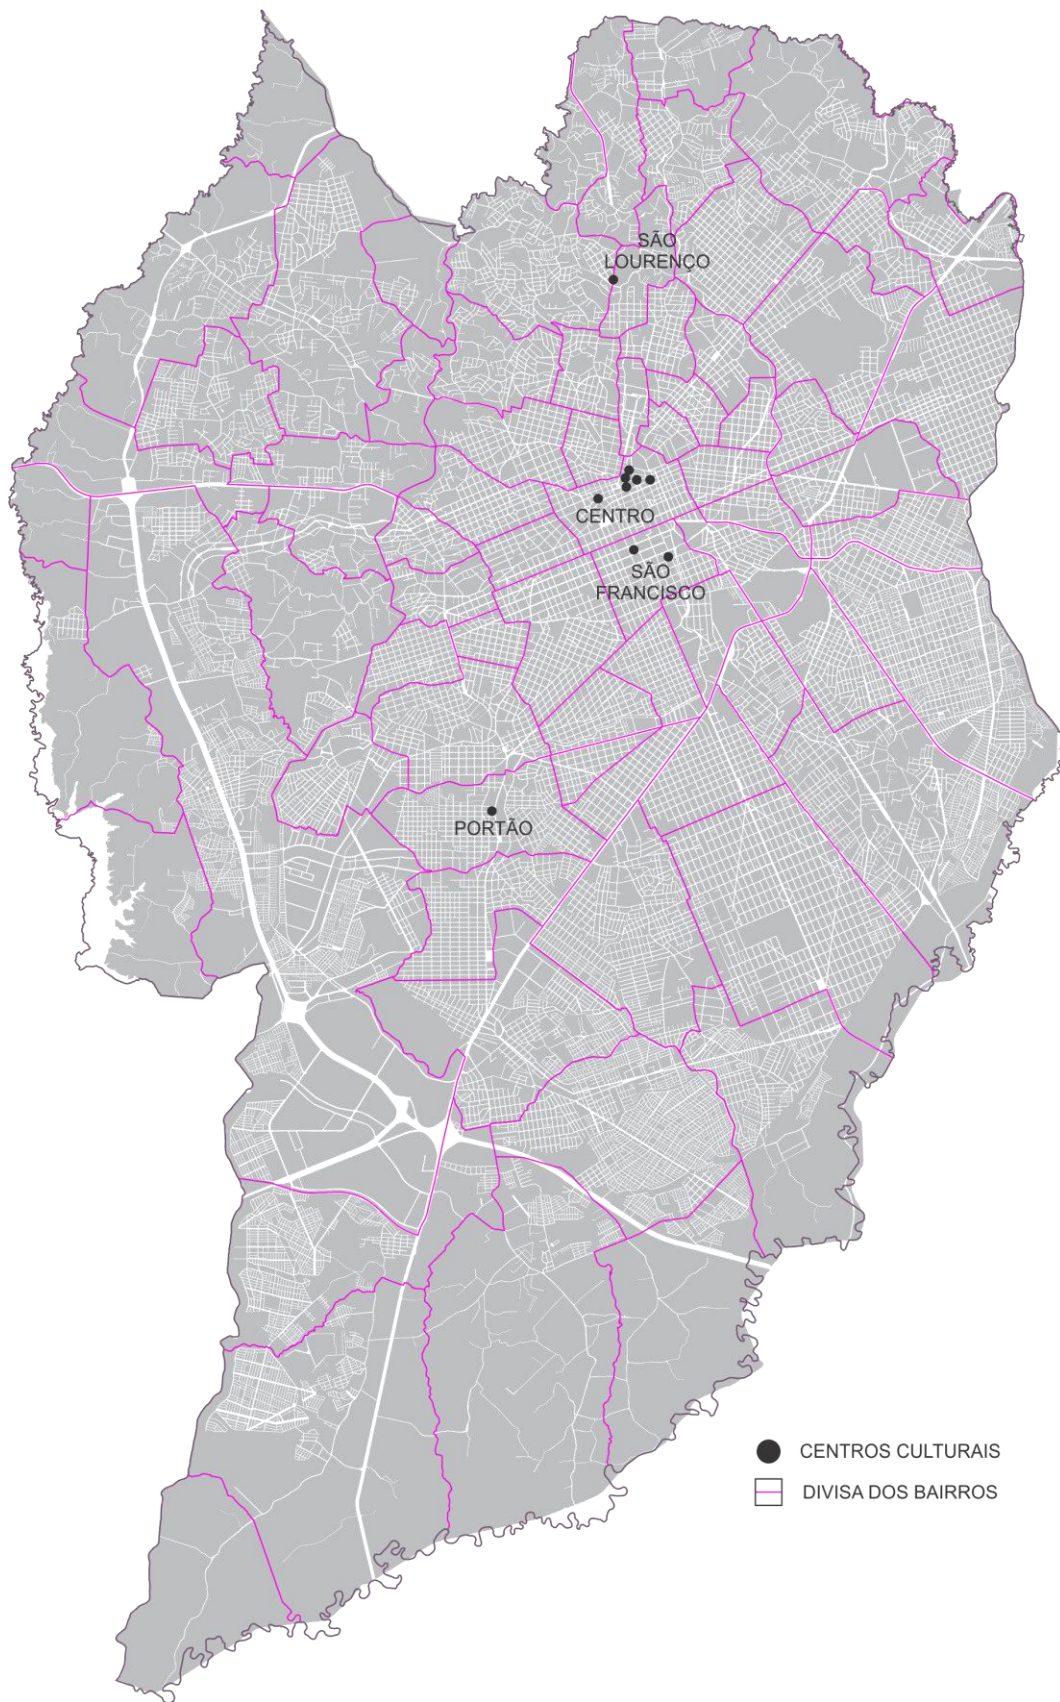 SÃO
LOURENÇO
CENTRO
SÃO
FRANCISCO
PORTÃO
CENTROS CULTURAIS
DIVISA DOS BAIRROS